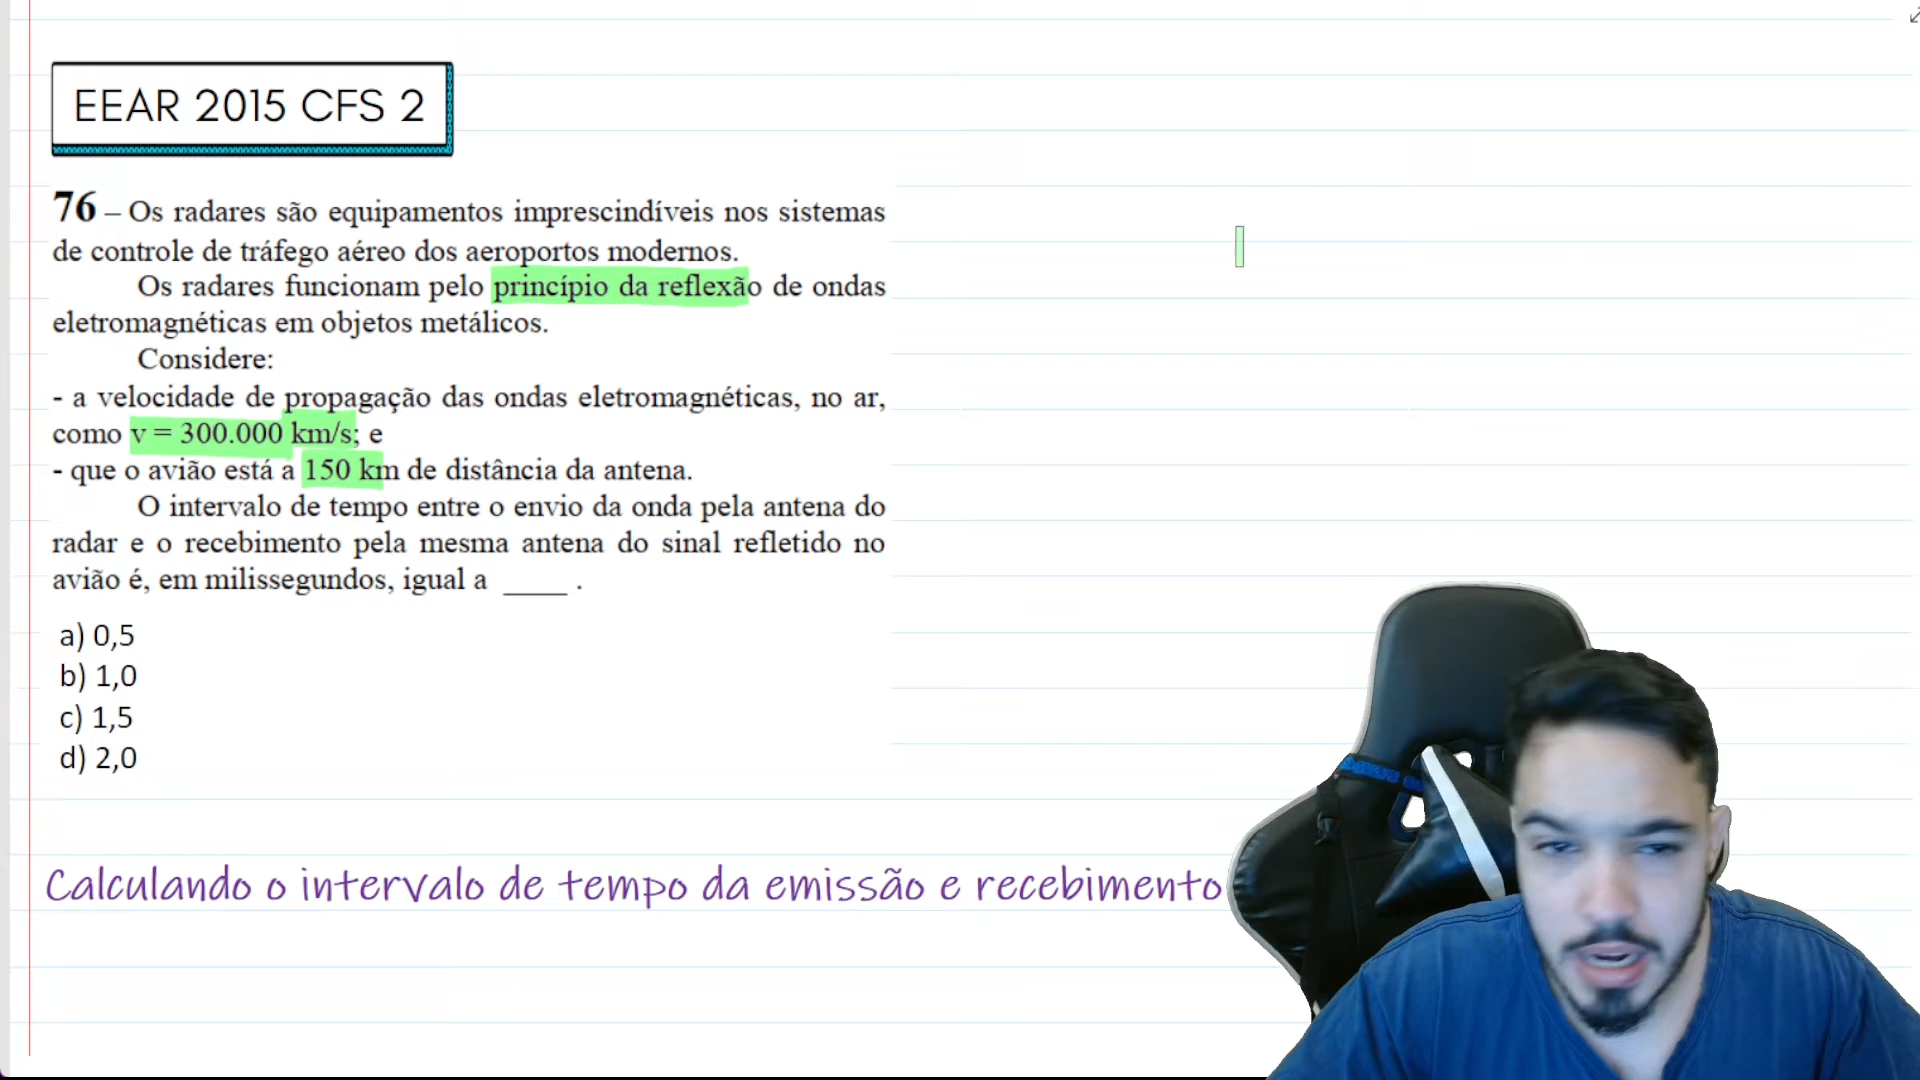 EEAR 2015 CFS 2
76 – Os radares são equipamentos imprescindíveis nos sistemas
de controle de tráfego aéreo dos aeroportos modernos.
Os radares funcionam pelo princípio da reflexão de ondas
eletromagnéticas em objetos metálicos.
Considere:
- a velocidade de propagação das ondas eletromagnéticas, no ar,
como v = 300.000 km/s; e
- que o avião está a 150 km de distância da antena.
O intervalo de tempo entre o envio da onda pela antena do
radar e o recebimento pela mesma antena do sinal refletido no
avião é, em milissegundos, igual a ____ .
a) 0,5
b) 1,0
c) 1,5
d) 2,0
Calculando o intervalo de tempo da emissão e recebimento